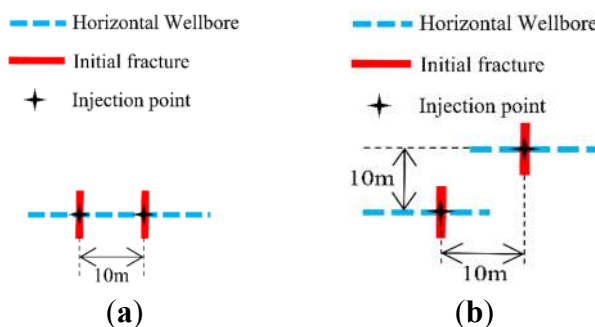 Horizontal Wellbore
Initial fracture
Injection point
10m
(a)
Horizontal Wellbore
Initial fracture
Injection point
10m
10m
(b)